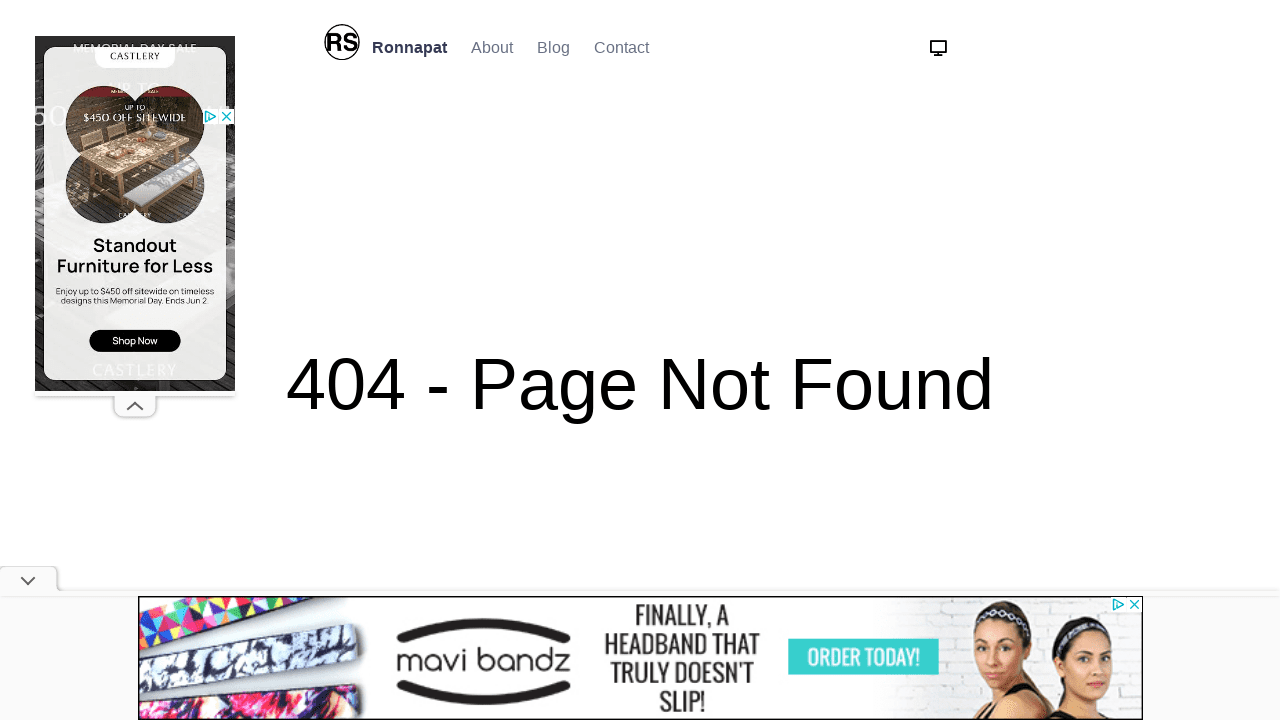 RS Ronnapat About Blog Contact
MEMORIAL DAY SALE
CASTLERY
UP TO
$450 OFF SITEWIDE
CASTLERY
Standout
Furniture for Less
Enjoy up to $450 off sitewide on timeless
designs this Memorial Day. Ends Jun 2.
Shop Now
CASTLERY
404 - Page Not Found
mavi bandz
FINALLY, A
HEADBAND THAT
TRULY DOESN'T
SLIP!
ORDER TODAY!